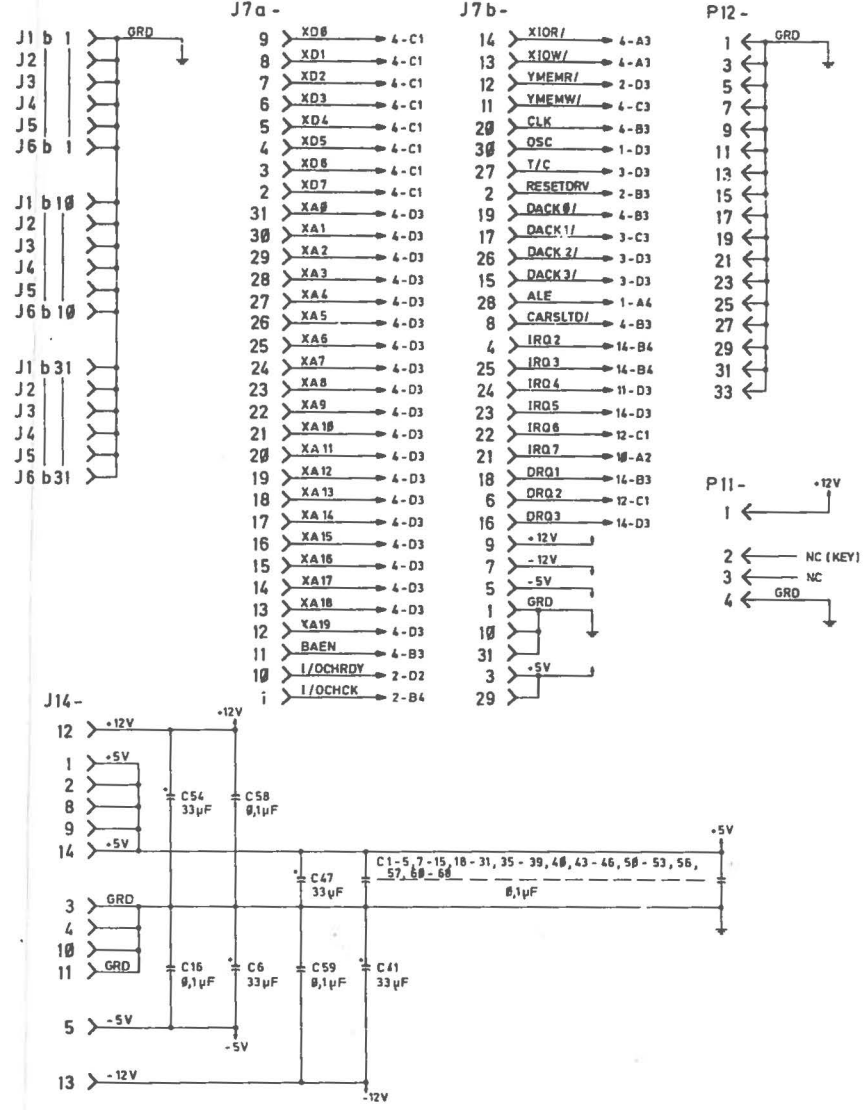 J7a-
J7b-
P12-
J1 b 1 GRD
J2
J3
J4
J5
J6 b 1
J1 b 10
J2
J3
J4
J5
J6 b 10
J1 b 31
J2
J3
J4
J5
J6 b 31
9 XD0 4-C1
8 XD1 4-C1
7 XD2 4-C1
6 XD3 4-C1
5 XD4 4-C1
4 XD5 4-C1
3 XD6 4-C1
2 XD7 4-C1
31 XA0 4-D3
30 XA1 4-D3
29 XA2 4-D3
28 XA3 4-D3
27 XA4 4-D3
26 XA5 4-D3
25 XA6 4-D3
24 XA7 4-D3
23 XA8 4-D3
22 XA9 4-D3
21 XA10 4-D3
20 XA11 4-D3
19 XA12 4-D3
18 XA13 4-D3
17 XA14 4-D3
16 XA15 4-D3
15 XA16 4-D3
14 XA17 4-D3
13 XA18 4-D3
12 XA19 4-D3
11 BAEN 4-B3
10 I/OCHRDY 2-D2
1 I/OCHCK 2-B4
14 XIOR/ 4-A3
13 XIOW/ 4-A3
12 YMEMR/ 2-D3
11 YMEMW/ 4-C3
20 CLK 4-B3
30 OSC 1-D3
27 T/C 3-D3
2 RESETDRV 2-B3
19 DACK0/ 4-B3
17 DACK1/ 3-C3
26 DACK2/ 3-D3
15 DACK3/ 3-D3
28 ALE 1-A4
8 CARSLTD/ 4-B3
4 IRQ2 14-B4
25 IRQ3 14-B4
24 IRQ4 11-D3
23 IRQ5 14-D3
22 IRQ6 12-C1
21 IRQ7 10-A2
18 DRQ1 14-B3
6 DRQ2 12-C1
16 DRQ3 14-D3
9 +12V
7 -12V
5 -5V
1 GRD
10
31
3 +5V
29
1 GRD
3
5
7
9
11
13
15
17
19
21
23
25
27
29
31
33
P11- +12V
1
2 NC (KEY)
3 NC
4 GRD
J14-
12 +12V +12V
1 +5V
2
8
9
14 +5V
C54 33µF
C58 0,1µF
+5V
C47 33µF
C1-5,7-15,18-31,35-39,40,43-46,50-53,56,
57,60-68
0,1µF
3 GRD
4
10
11 GRD
C16 0,1µF
C6 33µF
C59 0,1µF
C41 33µF
5 -5V
-5V
13 -12V
-12V